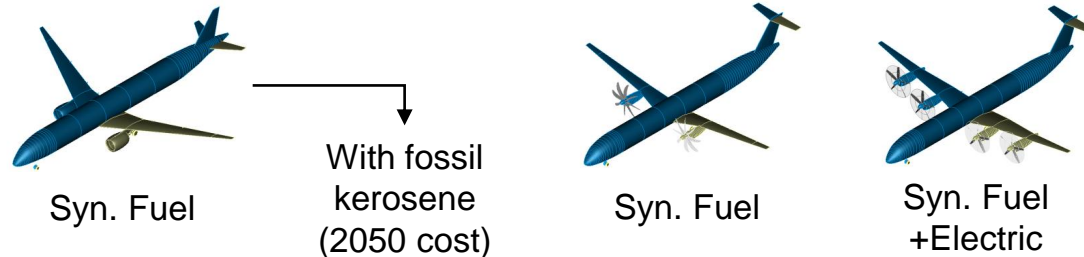 Syn. Fuel
With fossil
kerosene
(2050 cost)
Syn. Fuel
Syn. Fuel
+Electric